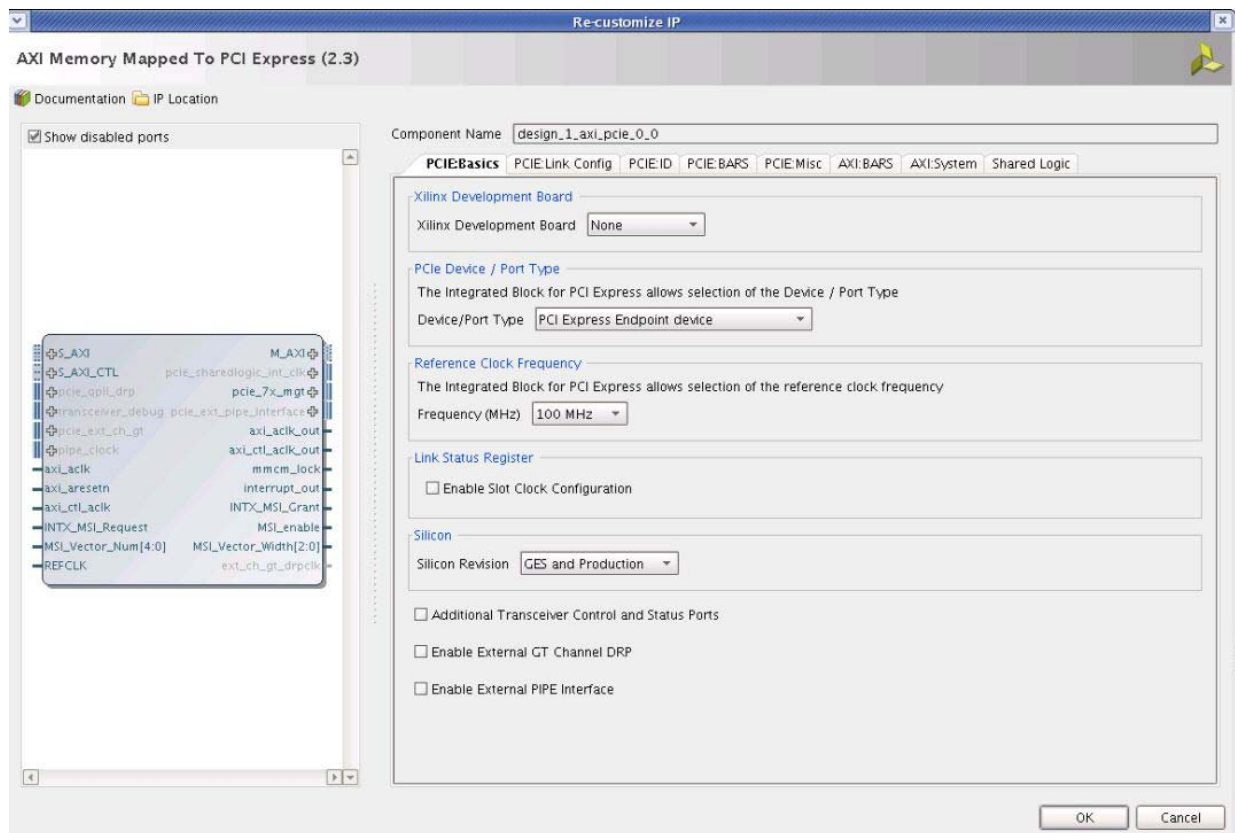 Re-customize IP
AXI Memory Mapped To PCI Express (2.3)
Documentation IP Location
Show disabled ports
S_AXI M_AXI
S_AXI_CTL pcie_sharedlogic_int_clk
pcie_qpll_drp pcie_7x_mgt
transceiver_debug pcie_ext_pipe_interface
pcie_ext_ch_gt axi_aclk_out
pipe_clock axi_ctl_aclk_out
axi_aclk mmcm_lock
axi_aresetn interrupt_out
axi_ctl_aclk INTX_MSI_Grant
INTX_MSI_Request MSI_enable
MSI_Vector_Num[4:0] MSI_Vector_Width[2:0]
REFCLK ext_ch_gt_drpclk
Component Name design_1_axi_pcie_0_0
PCIE:Basics PCIE:Link Config PCIE:ID PCIE:BARS PCIE:Misc AXI:BARS AXI:System Shared Logic
Xilinx Development Board
Xilinx Development Board None
PCIe Device / Port Type
The Integrated Block for PCI Express allows selection of the Device / Port Type
Device/Port Type PCI Express Endpoint device
Reference Clock Frequency
The Integrated Block for PCI Express allows selection of the reference clock frequency
Frequency (MHz) 100 MHz
Link Status Register
Enable Slot Clock Configuration
Silicon
Silicon Revision GES and Production
Additional Transceiver Control and Status Ports
Enable External GT Channel DRP
Enable External PIPE Interface
OK Cancel